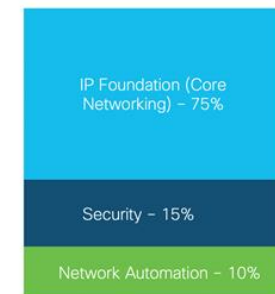 IP Foundation (Core
Networking) – 75%
Security – 15%
Network Automation – 10%